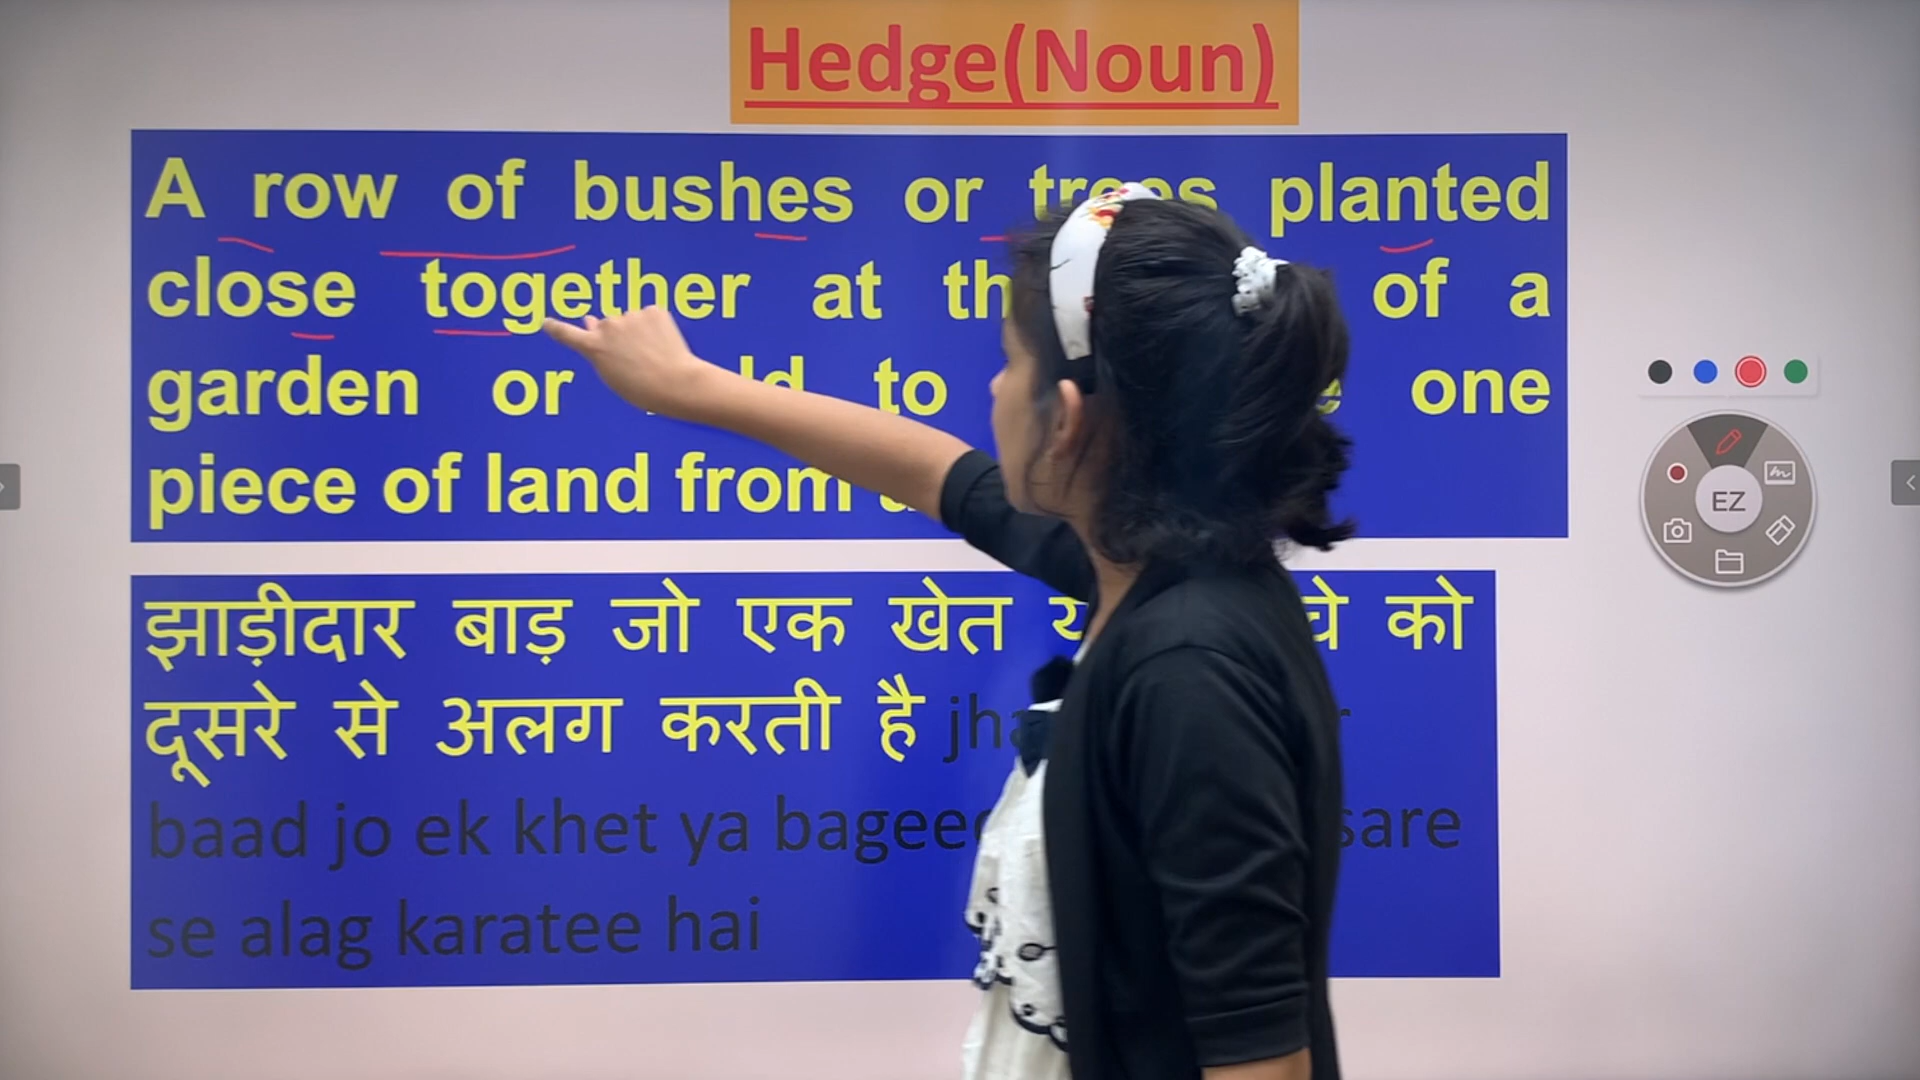 Hedge(Noun)
A row of bushes or trees planted
close together at of a
garden or to one
piece of land from
झाड़ीदार बाड़ जो एक खेत को
दूसरे से अलग करती है
baad jo ek khet ya
se alag karatee hai
EZ